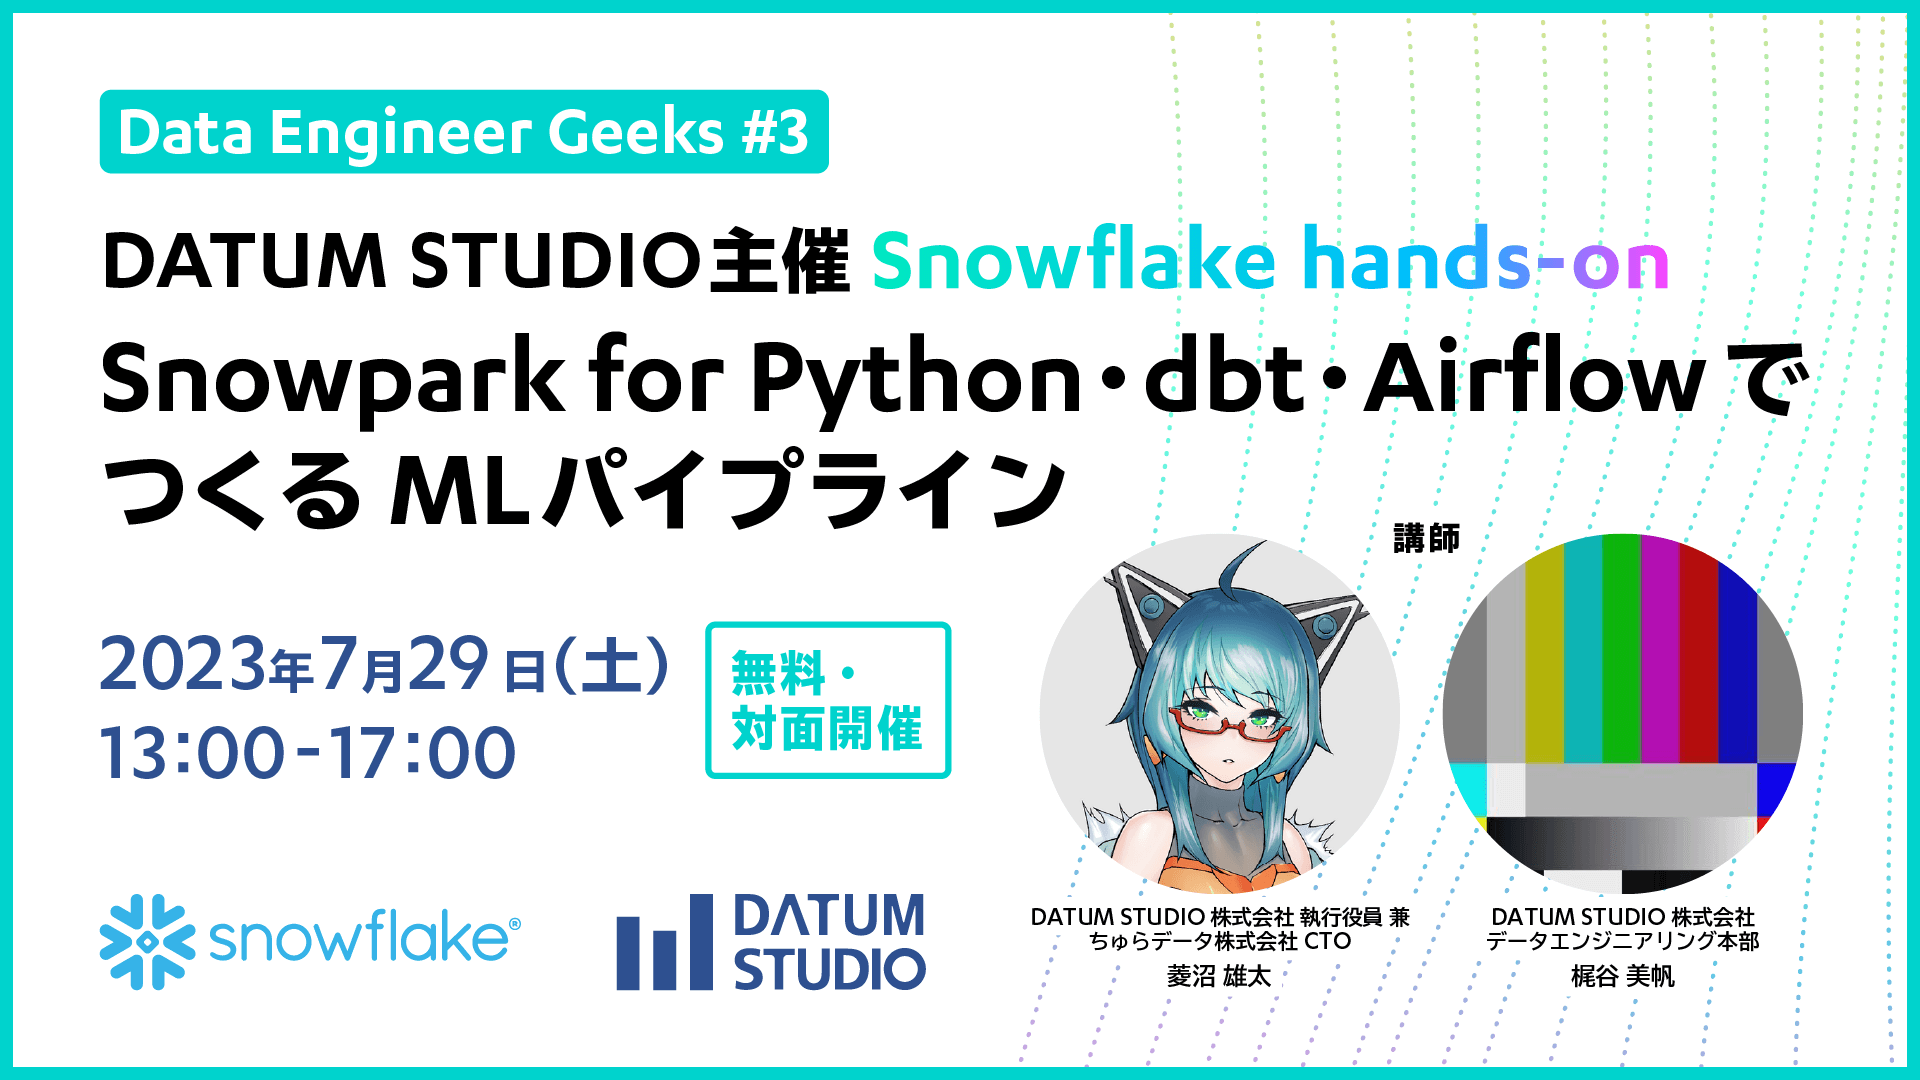 Data Engineer Geeks #3
DATUM STUDIO主催 Snowflake hands-on
Snowpark for Python・dbt・Airflow で
つくる MLパイプライン
2023年7月29日(土)
13:00-17:00
無料・
対面開催
講師
snowflake®
DATUM
STUDIO
DATUM STUDIO 株式会社 執行役員 兼
ちゅらデータ株式会社 CTO
菱沼 雄太
DATUM STUDIO 株式会社
データエンジニアリング本部
梶谷 美帆